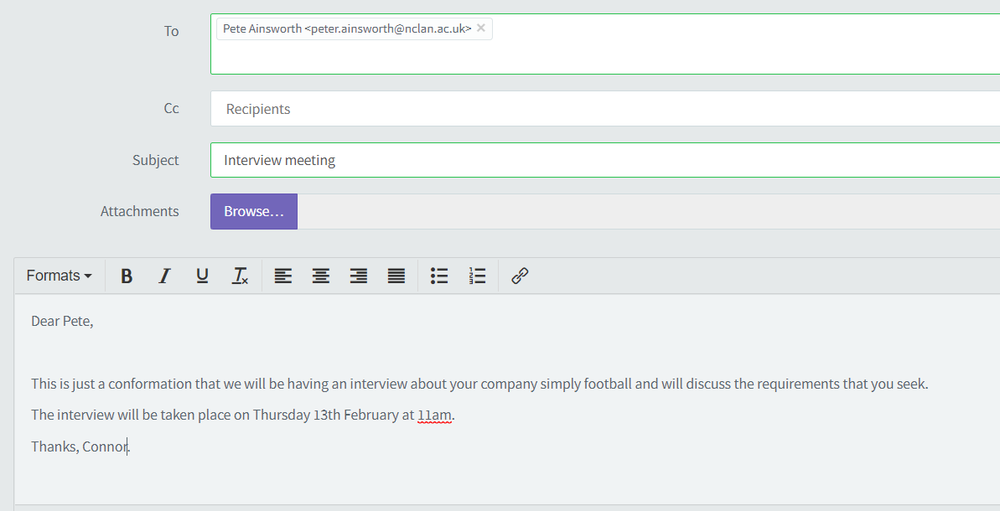 To
Pete Ainsworth <peter.ainsworth@nclan.ac.uk> ×
Cc
Recipients
Subject
Interview meeting
Attachments
Browse...
Formats
B I U Tx
Dear Pete,
This is just a conformation that we will be having an interview about your company simply football and will discuss the requirements that you seek.
The interview will be taken place on Thursday 13th February at 11am.
Thanks, Connor.